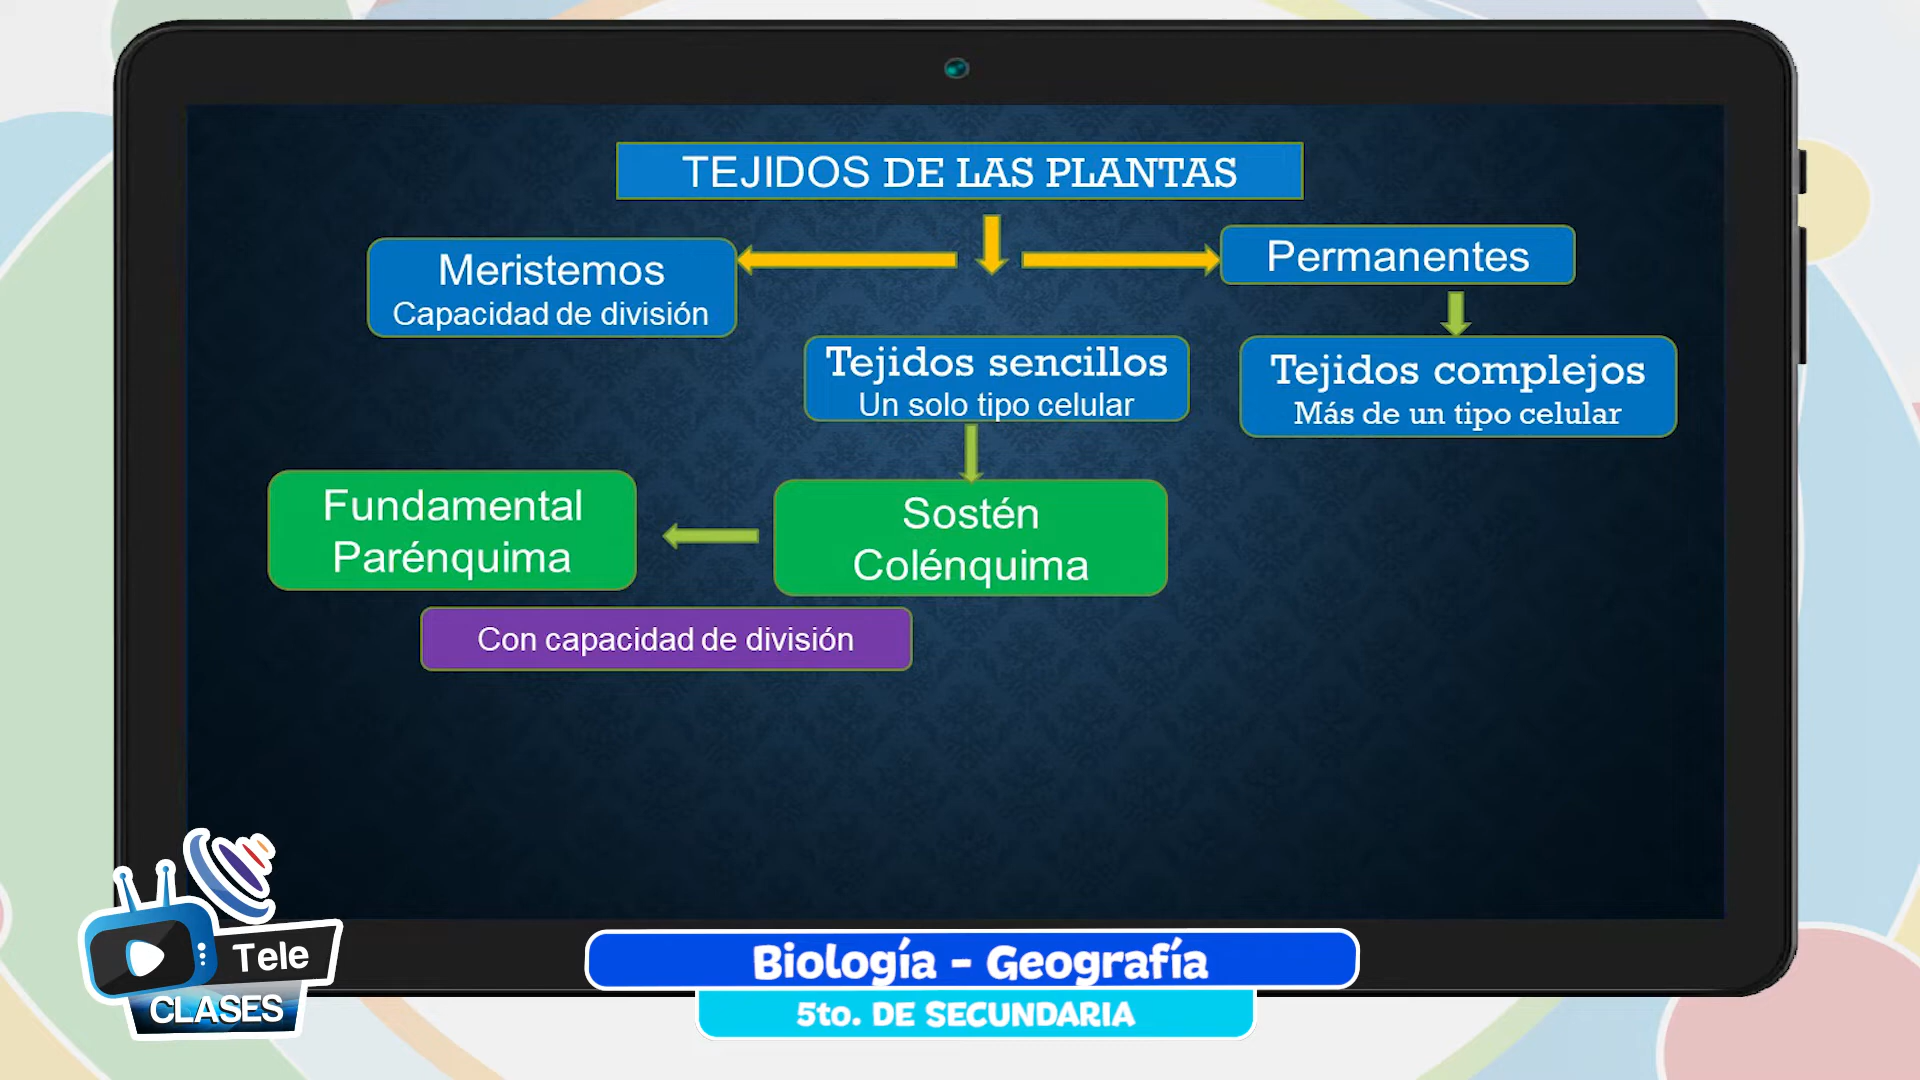 TEJIDOS DE LAS PLANTAS
Meristemos
Capacidad de división
Permanentes
Tejidos sencillos
Un solo tipo celular
Tejidos complejos
Más de un tipo celular
Fundamental
Parénquima
Sostén
Colénquima
Con capacidad de división
Tele
CLASES
Biología - Geografía
5to. DE SECUNDARIA